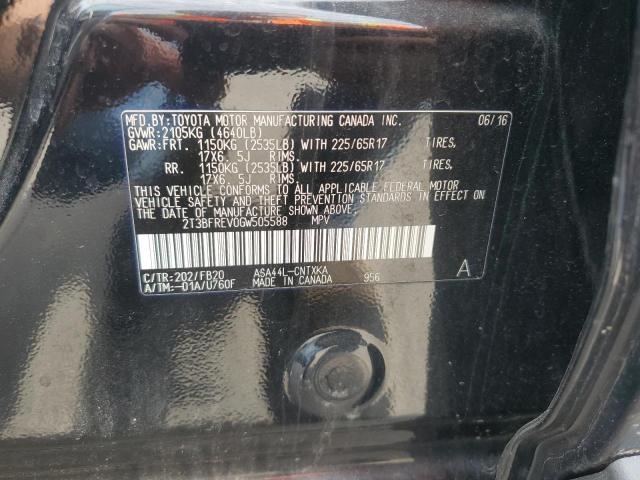 MFD.BY:TOYOTA MOTOR MANUFACTURING CANADA INC. 06/16
GVWR:2105KG (4640LB)
GAWR:FRT. 1150KG (2535LB) WITH 225/65R17 TIRES,
17X6.5J RIMS.
RR. 1150KG (2535LB) WITH 225/65R17 TIRES,
17X6.5J RIMS.
THIS VEHICLE CONFORMS TO ALL APPLICABLE FEDERAL MOTOR
VEHICLE SAFETY AND THEFT PREVENTION STANDARDS IN EFFECT ON
THE DATE OF MANUFACTURE SHOWN ABOVE.
2T3BFREV0GW505588 MPV
C/TR:202/FB20 ASA44L-CNTXKA A
A/TM:-01A/U760F MADE IN CANADA 956